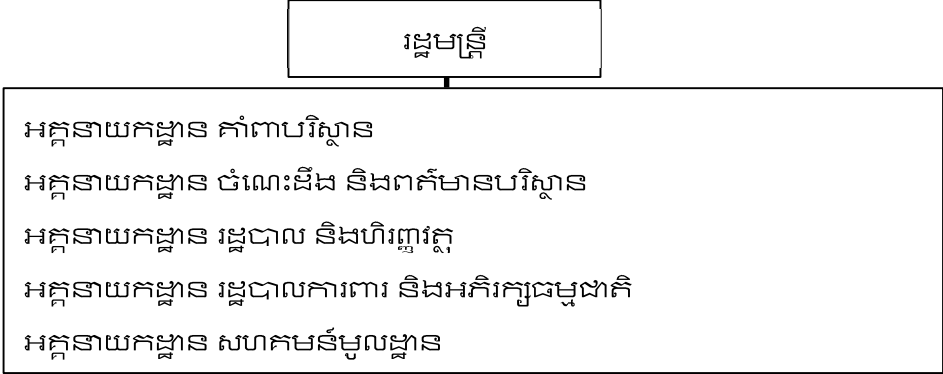 រដ្ឋមន្ត្រី
អគ្គនាយកដ្ឋាន គាំពាបរិស្ថាន
អគ្គនាយកដ្ឋាន ចំណេះដឹង និងពត៌មានបរិស្ថាន
អគ្គនាយកដ្ឋាន រដ្ឋបាល និងហិរញ្ញវត្ថុ
អគ្គនាយកដ្ឋាន រដ្ឋបាលការពារ និងអភិរក្សធម្មជាតិ
អគ្គនាយកដ្ឋាន សហគមន៍មូលដ្ឋាន